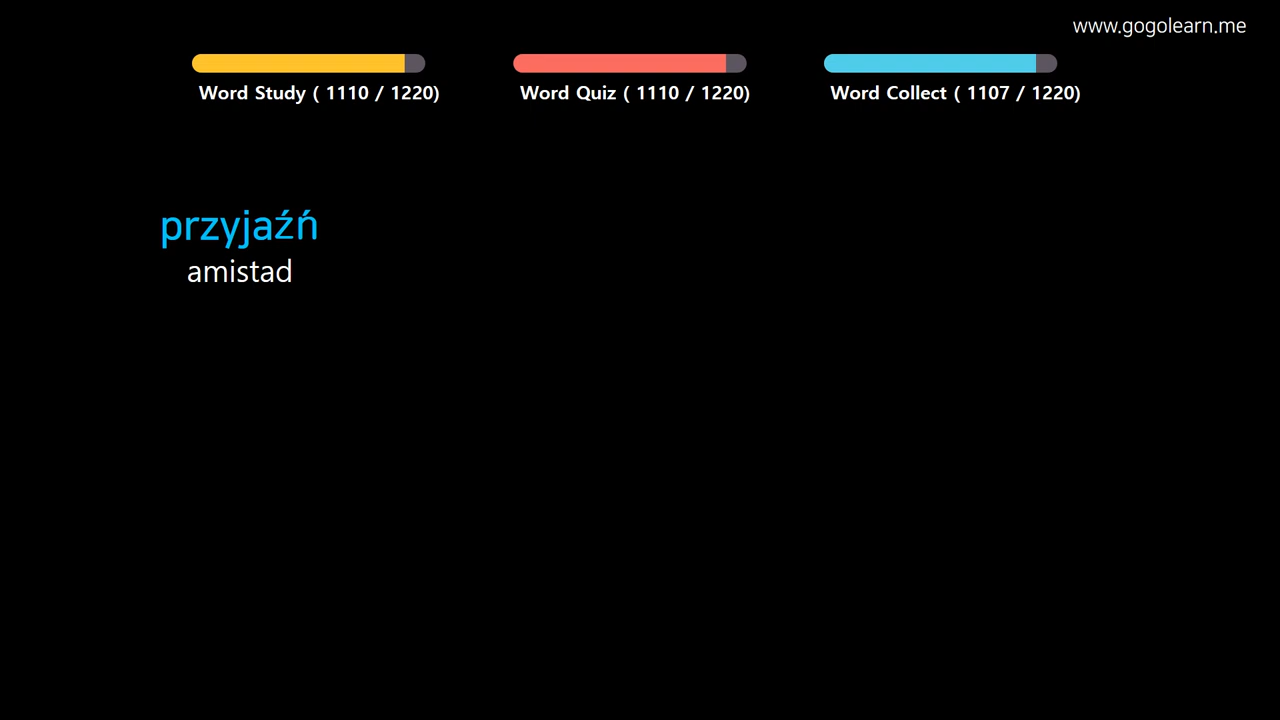 www.gogolearn.me
Word Study ( 1110 / 1220)
Word Quiz ( 1110 / 1220)
Word Collect ( 1107 / 1220)
przyjaźń
amistad